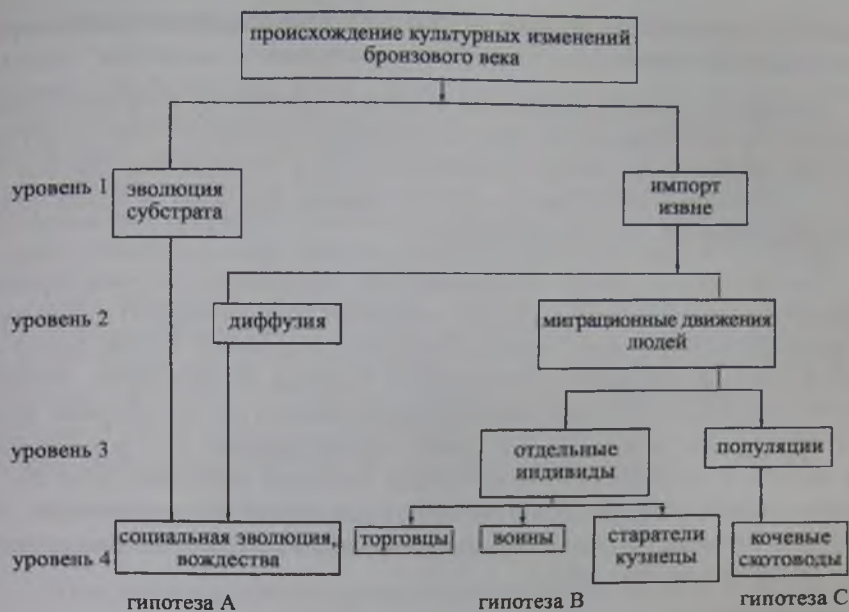 происхождение культурных изменений
бронзового века
уровень 1
эволюция
субстрата
импорт
извне
уровень 2
диффузия
миграционные движения
людей
уровень 3
отдельные
индивиды
популяции
уровень 4
социальная эволюция,
вождества
торговцы
воины
старатели
кузнецы
кочевые
скотоводы
гипотеза А
гипотеза В
гипотеза С